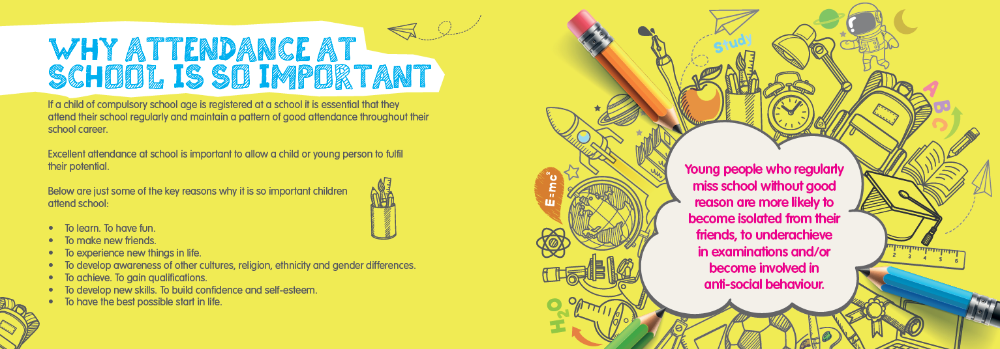 WHY ATTENDANCE AT
SCHOOL IS SO IMPORTANT
If a child of compulsory school age is registered at a school it is essential that they
attend their school regularly and maintain a pattern of good attendance throughout their
school career.
Excellent attendance at school is important to allow a child or young person to fulfil
their potential.
Below are just some of the key reasons why it is so important children
attend school:
• To learn. To have fun.
• To make new friends.
• To experience new things in life.
• To develop awareness of other cultures, religion, ethnicity and gender differences.
• To achieve. To gain qualifications.
• To develop new skills. To build confidence and self-esteem.
• To have the best possible start in life.
Study
A B C
E=mc²
Young people who regularly
miss school without good
reason are more likely to
become isolated from their
friends, to underachieve
in examinations and/or
become involved in
anti-social behaviour.
2 3 4 5 6
H₂O